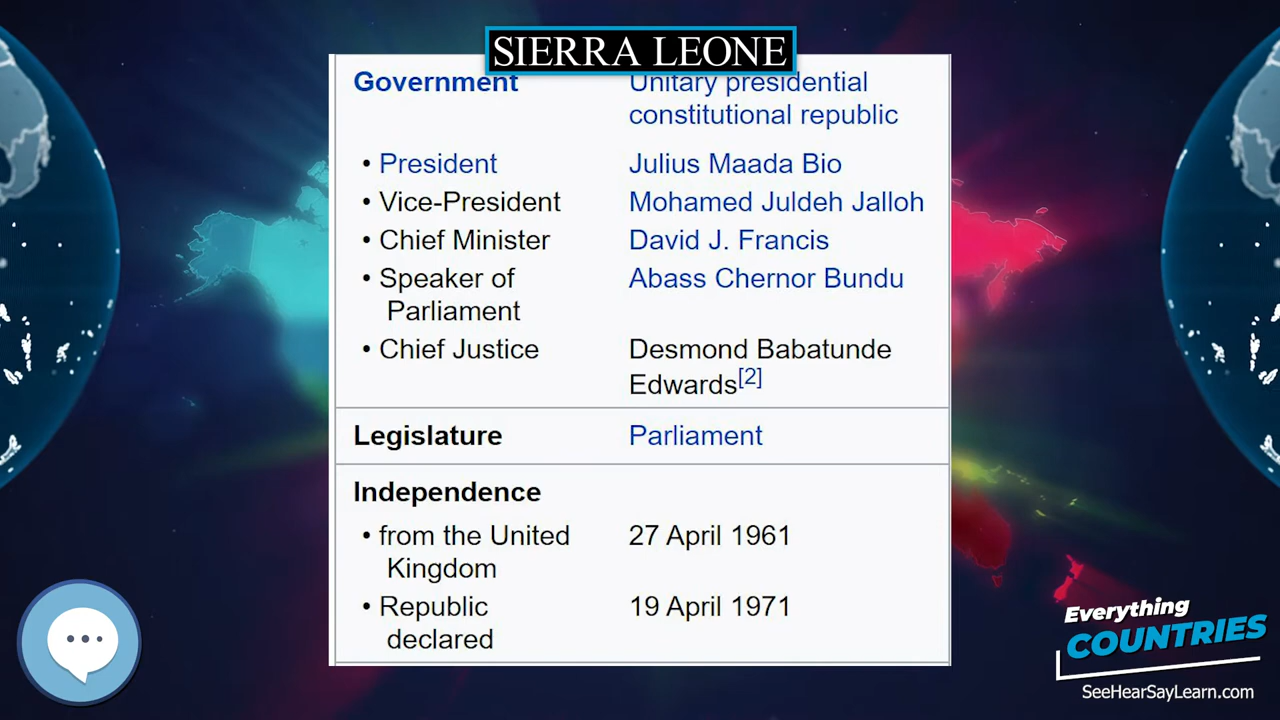 SIERRA LEONE
Government Unitary presidential
constitutional republic
• President Julius Maada Bio
• Vice-President Mohamed Juldeh Jalloh
• Chief Minister David J. Francis
• Speaker of Abass Chernor Bundu
Parliament
• Chief Justice Desmond Babatunde
Edwards[2]
Legislature Parliament
Independence
• from the United 27 April 1961
Kingdom
• Republic 19 April 1971
declared
Everything
COUNTRIES
SeeHearSayLearn.com